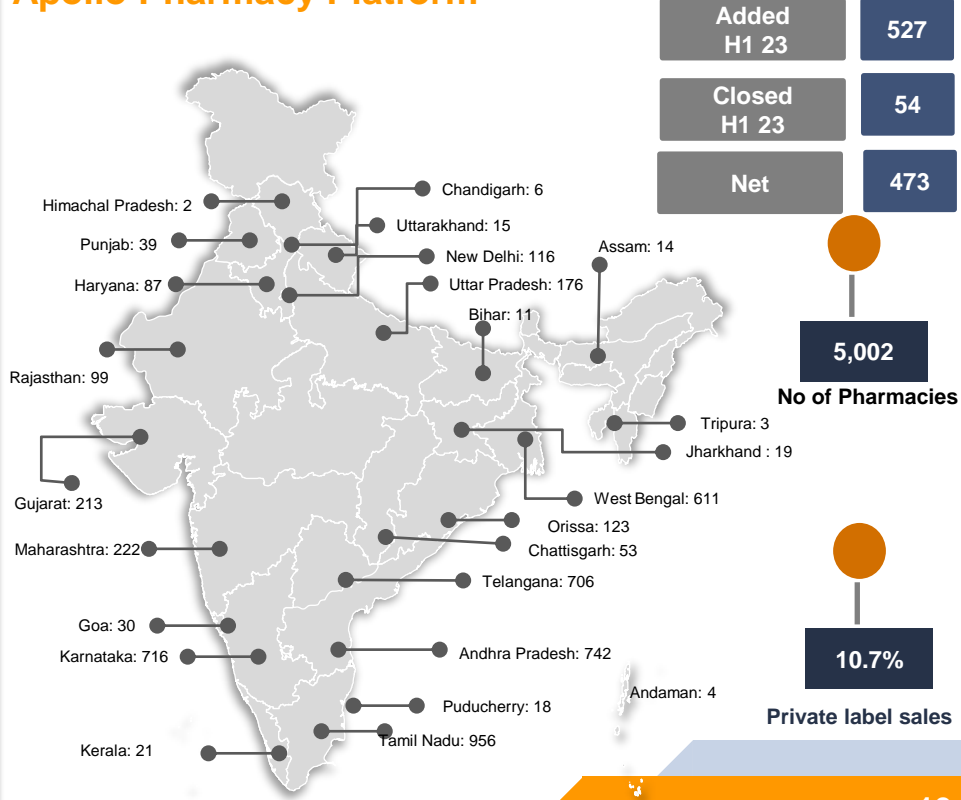 Apollo Pharmacy Platform
Added
H1 23
527
Closed
H1 23
54
Net
473
Chandigarh: 6
Himachal Pradesh: 2
Uttarakhand: 15
Punjab: 39
New Delhi: 116
Assam: 14
Haryana: 87
Uttar Pradesh: 176
Bihar: 11
5,002
No of Pharmacies
Rajasthan: 99
Tripura: 3
Jharkhand : 19
Gujarat: 213
West Bengal: 611
Orissa: 123
Maharashtra: 222
Chattisgarh: 53
Telangana: 706
Goa: 30
Karnataka: 716
Andhra Pradesh: 742
10.7%
Andaman: 4
Puducherry: 18
Private label sales
Tamil Nadu: 956
Kerala: 21